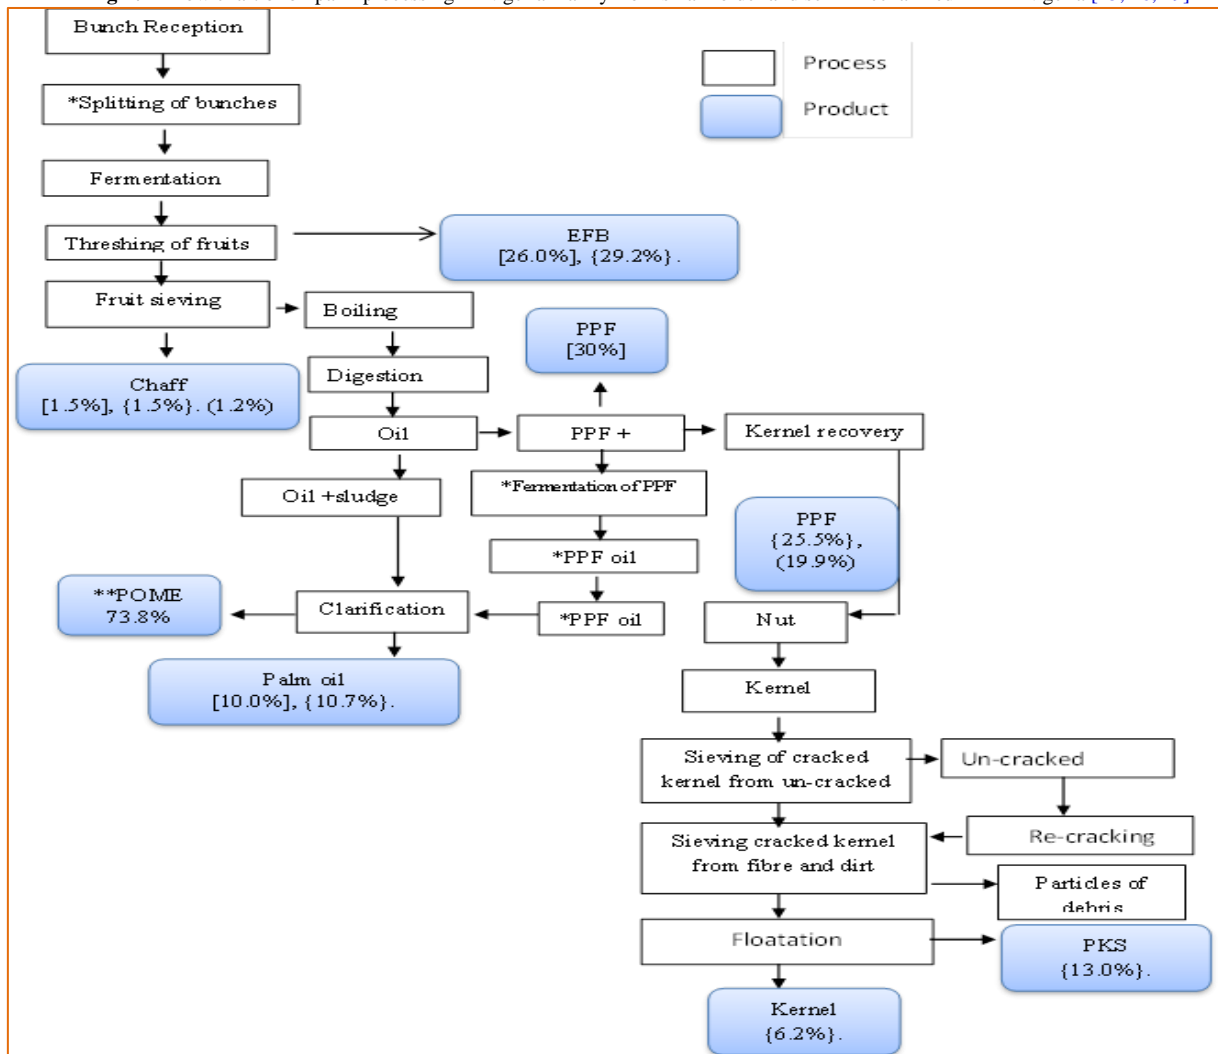 Bunch Reception
*Splitting of bunches
Fermentation
Threshing of fruits
EFB
[26.0%], {29.2%}.
Fruit sieving
Boiling
Chaff
[1.5%], {1.5%}. (1.2%)
Digestion
PPF
[30%]
Oil
PPF +
Kernel recovery
Oil +sludge
*Fermentation of PPF
PPF
{25.5%},
(19.9%)
*PPF oil
**POME
73.8%
Clarification
*PPF oil
Nut
Palm oil
[10.0%], {10.7%}.
Kernel
Sieving of cracked
kernel from un-cracked
Un-cracked
Re-cracking
Sieving cracked kernel
from fibre and dirt
Particles of
debris
Floatation
PKS
{13.0%}.
Kernel
{6.2%}.
Process
Product